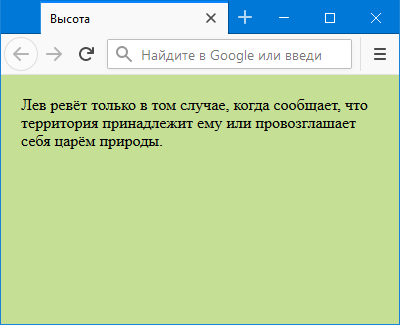 Высота
Найдите в Google или введи
Лев ревёт только в том случае, когда сообщает, что
территория принадлежит ему или провозглашает
себя царём природы.